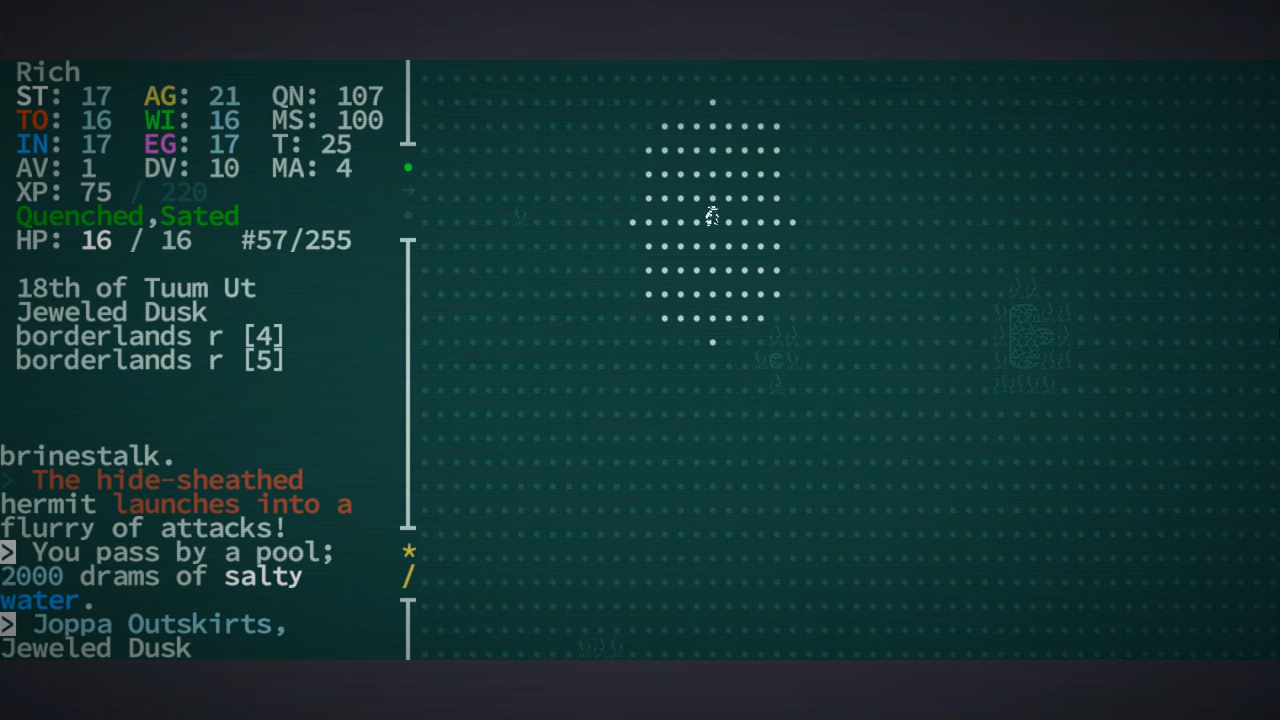 Rich
ST: 17 AG: 21 QN: 107
TO: 16 WI: 16 MS: 100
IN: 17 EG: 17 T: 25
AV: 1 DV: 10 MA: 4
XP: 75 / 220
Quenched,Sated
HP: 16 / 16 #57/255
18th of Tuum Ut
Jeweled Dusk
borderlands r [4]
borderlands r [5]
brinestalk.
> The hide-sheathed
hermit launches into a
flurry of attacks!
> You pass by a pool;
2000 drams of salty
water.
> Joppa Outskirts,
Jeweled Dusk